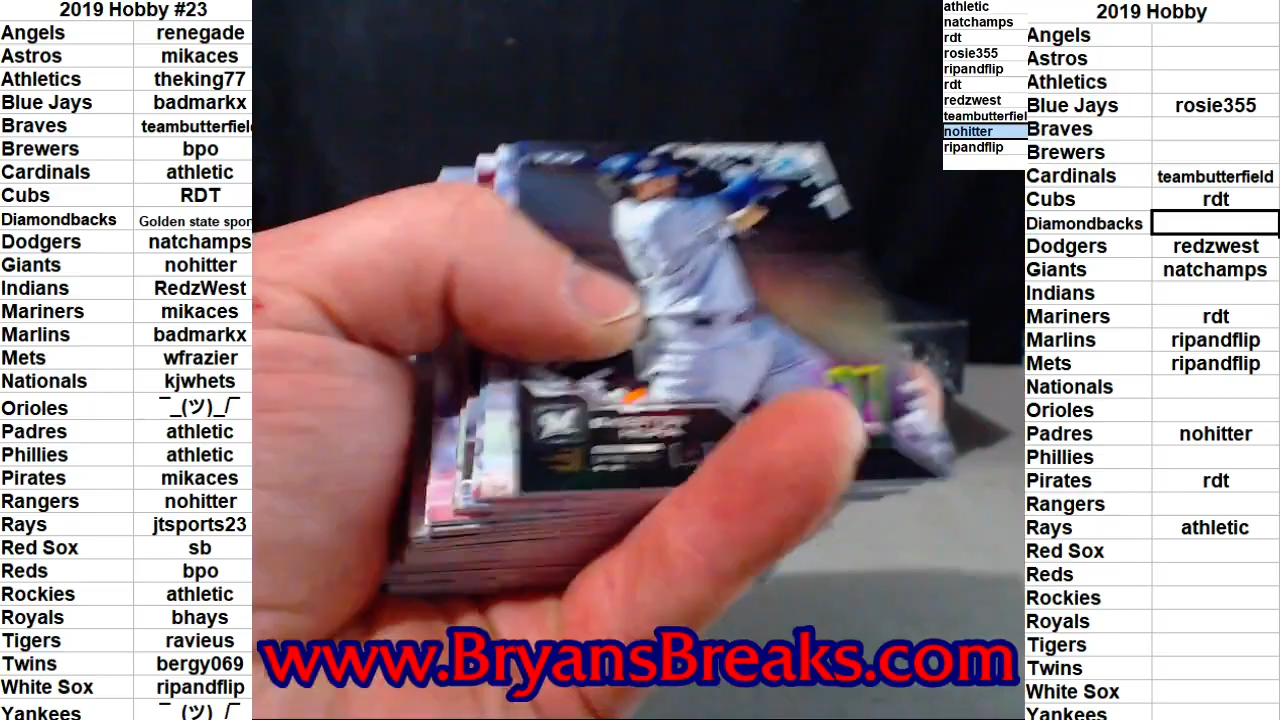 2019 Hobby #23
Angels renegade
Astros mikaces
Athletics theking77
Blue Jays badmarkx
Braves teambutterfiel
Brewers bpo
Cardinals athletic
Cubs RDT
Diamondbacks Golden state spor
Dodgers natchamps
Giants nohitter
Indians RedzWest
Mariners mikaces
Marlins badmarkx
Mets wfrazier
Nationals kjwhets
Orioles ¯_(ツ)_/¯
Padres athletic
Phillies athletic
Pirates mikaces
Rangers nohitter
Rays jtsports23
Red Sox sb
Reds bpo
Rockies athletic
Royals bhays
Tigers ravieus
Twins bergy069
White Sox ripandflip
Yankees ¯_(ツ)_/¯
www.BryansBreaks.com
athletic
natchamps
rdt
rosie355
ripandflip
rdt
redzwest
teambutterfiel
nohitter
ripandflip
2019 Hobby
Angels
Astros
Athletics
Blue Jays rosie355
Braves
Brewers
Cardinals teambutterfield
Cubs rdt
Diamondbacks
Dodgers redzwest
Giants natchamps
Indians
Mariners rdt
Marlins ripandflip
Mets ripandflip
Nationals
Orioles
Padres nohitter
Phillies
Pirates rdt
Rangers
Rays athletic
Red Sox
Reds
Rockies
Royals
Tigers
Twins
White Sox
Yankees